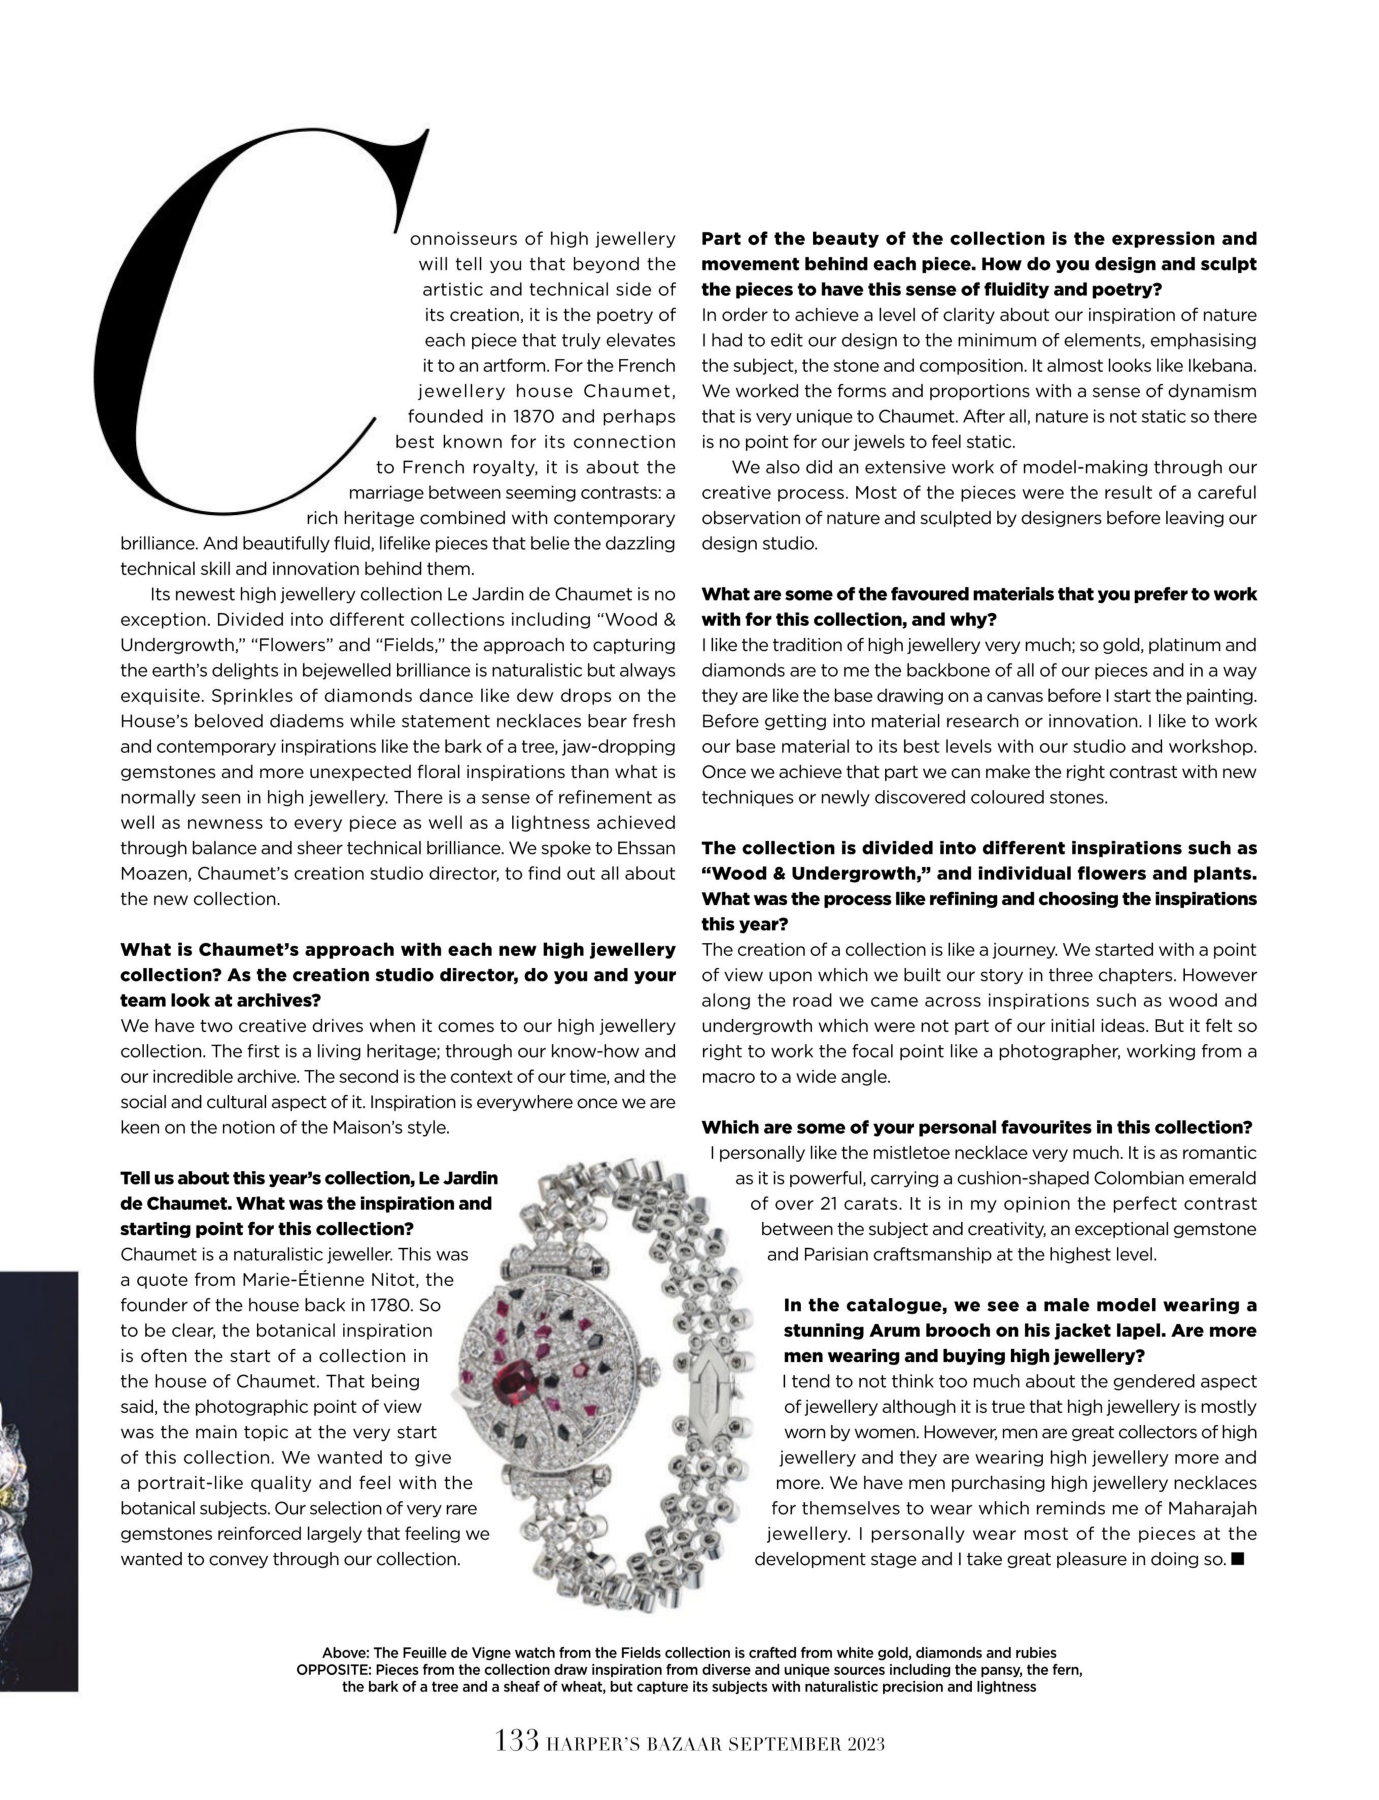 Connoisseurs of high jewellery
will tell you that beyond the
artistic and technical side of
its creation, it is the poetry of
each piece that truly elevates
it to an artform. For the French
jewellery house Chaumet,
founded in 1870 and perhaps
best known for its connection
to French royalty, it is about the
marriage between seeming contrasts: a
rich heritage combined with contemporary
brilliance. And beautifully fluid, lifelike pieces that belie the dazzling
technical skill and innovation behind them.
Its newest high jewellery collection Le Jardin de Chaumet is no
exception. Divided into different collections including “Wood &
Undergrowth,” “Flowers” and “Fields,” the approach to capturing
the earth’s delights in bejewelled brilliance is naturalistic but always
exquisite. Sprinkles of diamonds dance like dew drops on the
House’s beloved diadems while statement necklaces bear fresh
and contemporary inspirations like the bark of a tree, jaw-dropping
gemstones and more unexpected floral inspirations than what is
normally seen in high jewellery. There is a sense of refinement as
well as newness to every piece as well as a lightness achieved
through balance and sheer technical brilliance. We spoke to Ehssan
Moazen, Chaumet’s creation studio director, to find out all about
the new collection.
What is Chaumet’s approach with each new high jewellery
collection? As the creation studio director, do you and your
team look at archives?
We have two creative drives when it comes to our high jewellery
collection. The first is a living heritage; through our know-how and
our incredible archive. The second is the context of our time, and the
social and cultural aspect of it. Inspiration is everywhere once we are
keen on the notion of the Maison’s style.
Tell us about this year’s collection, Le Jardin
de Chaumet. What was the inspiration and
starting point for this collection?
Chaumet is a naturalistic jeweller. This was
a quote from Marie-Étienne Nitot, the
founder of the house back in 1780. So
to be clear, the botanical inspiration
is often the start of a collection in
the house of Chaumet. That being
said, the photographic point of view
was the main topic at the very start
of this collection. We wanted to give
a portrait-like quality and feel with the
botanical subjects. Our selection of very rare
gemstones reinforced largely that feeling we
wanted to convey through our collection.
Part of the beauty of the collection is the expression and
movement behind each piece. How do you design and sculpt
the pieces to have this sense of fluidity and poetry?
In order to achieve a level of clarity about our inspiration of nature
I had to edit our design to the minimum of elements, emphasising
the subject, the stone and composition. It almost looks like Ikebana.
We worked the forms and proportions with a sense of dynamism
that is very unique to Chaumet. After all, nature is not static so there
is no point for our jewels to feel static.
We also did an extensive work of model-making through our
creative process. Most of the pieces were the result of a careful
observation of nature and sculpted by designers before leaving our
design studio.
What are some of the favoured materials that you prefer to work
with for this collection, and why?
I like the tradition of high jewellery very much; so gold, platinum and
diamonds are to me the backbone of all of our pieces and in a way
they are like the base drawing on a canvas before I start the painting.
Before getting into material research or innovation. I like to work
our base material to its best levels with our studio and workshop.
Once we achieve that part we can make the right contrast with new
techniques or newly discovered coloured stones.
The collection is divided into different inspirations such as
“Wood & Undergrowth,” and individual flowers and plants.
What was the process like refining and choosing the inspirations
this year?
The creation of a collection is like a journey. We started with a point
of view upon which we built our story in three chapters. However
along the road we came across inspirations such as wood and
undergrowth which were not part of our initial ideas. But it felt so
right to work the focal point like a photographer, working from a
macro to a wide angle.
Which are some of your personal favourites in this collection?
I personally like the mistletoe necklace very much. It is as romantic
as it is powerful, carrying a cushion-shaped Colombian emerald
of over 21 carats. It is in my opinion the perfect contrast
between the subject and creativity, an exceptional gemstone
and Parisian craftsmanship at the highest level.
In the catalogue, we see a male model wearing a
stunning Arum brooch on his jacket lapel. Are more
men wearing and buying high jewellery?
I tend to not think too much about the gendered aspect
of jewellery although it is true that high jewellery is mostly
worn by women. However, men are great collectors of high
jewellery and they are wearing high jewellery more and
more. We have men purchasing high jewellery necklaces
for themselves to wear which reminds me of Maharajah
jewellery. I personally wear most of the pieces at the
development stage and I take great pleasure in doing so. ■
Above: The Feuille de Vigne watch from the Fields collection is crafted from white gold, diamonds and rubies
OPPOSITE: Pieces from the collection draw inspiration from diverse and unique sources including the pansy, the fern,
the bark of a tree and a sheaf of wheat, but capture its subjects with naturalistic precision and lightness
133 HARPER’S BAZAAR SEPTEMBER 2023